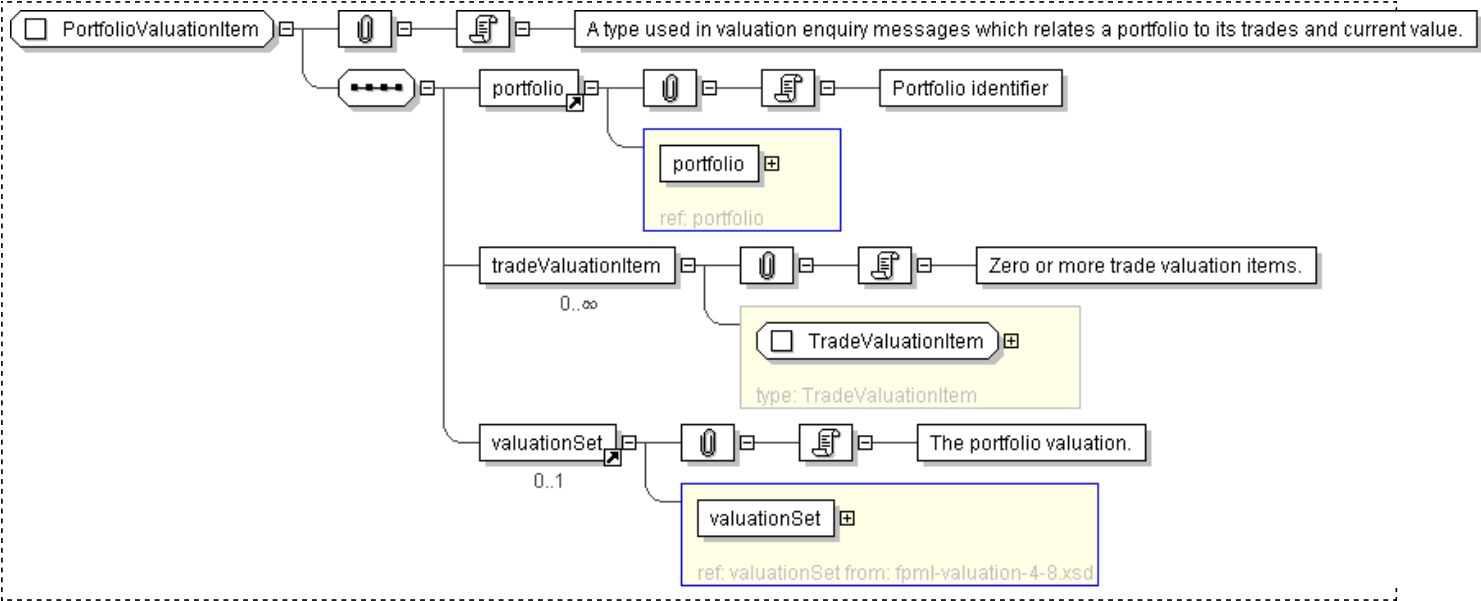 PortfolioValuationItem
A type used in valuation enquiry messages which relates a portfolio to its trades and current value.
portfolio
Portfolio identifier
portfolio
ref: portfolio
tradeValuationItem
Zero or more trade valuation items.
0..∞
TradeValuationItem
type: TradeValuationItem
valuationSet
The portfolio valuation.
0..1
valuationSet
ref: valuationSet from: fpml-valuation-4-8.xsd